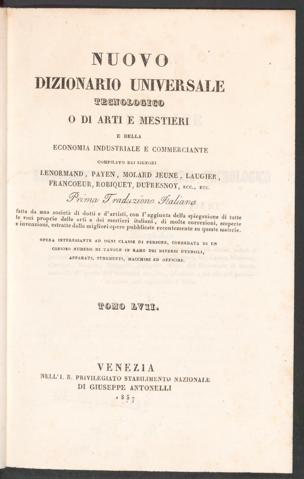 NUOVO
DIZIONARIO UNIVERSALE
TECNOLOGICO
O DI ARTI E MESTIERI
E DELLA
ECONOMIA INDUSTRIALE E COMMERCIANTE
COMPILATO DAI SIGNORI
LENORMAND, PAYEN, MOLARD JEUNE, LAUGIER,
FRANCOEUR, ROBIQUET, DUFRESNOY, ECC., ECC.
Prima Traduzione Italiana
fatta da una società di dotti e d'artisti, con l'aggiunta della spiegazione di tutte
le voci proprie delle arti e dei mestieri italiani, di molte correzioni, scoperte
e invenzioni, estratte dalle migliori opere pubblicate recentemente su queste materie.
OPERA INTERESSANTE AD OGNI CLASSE DI PERSONE, CORREDATA DI UN
COPIOSO NUMERO DI TAVOLE IN RAME DEI DIVERSI UTENSILI,
APPARATI, STRUMENTI, MACCHINE ED OFFICINE.
TOMO LVII.
VENEZIA
NELL'I. R. PRIVILEGIATO STABILIMENTO NAZIONALE
DI GIUSEPPE ANTONELLI
1857